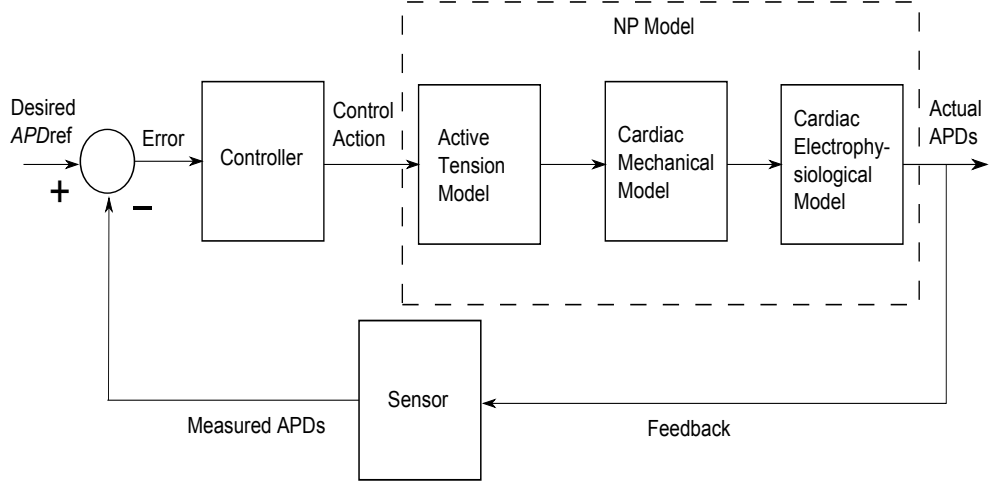 NP Model
Desired
APDref
Error
Controller
Control
Action
Active
Tension
Model
Cardiac
Mechanical
Model
Cardiac
Electrophy-
siological
Model
Actual
APDs
+
−
Sensor
Measured APDs
Feedback